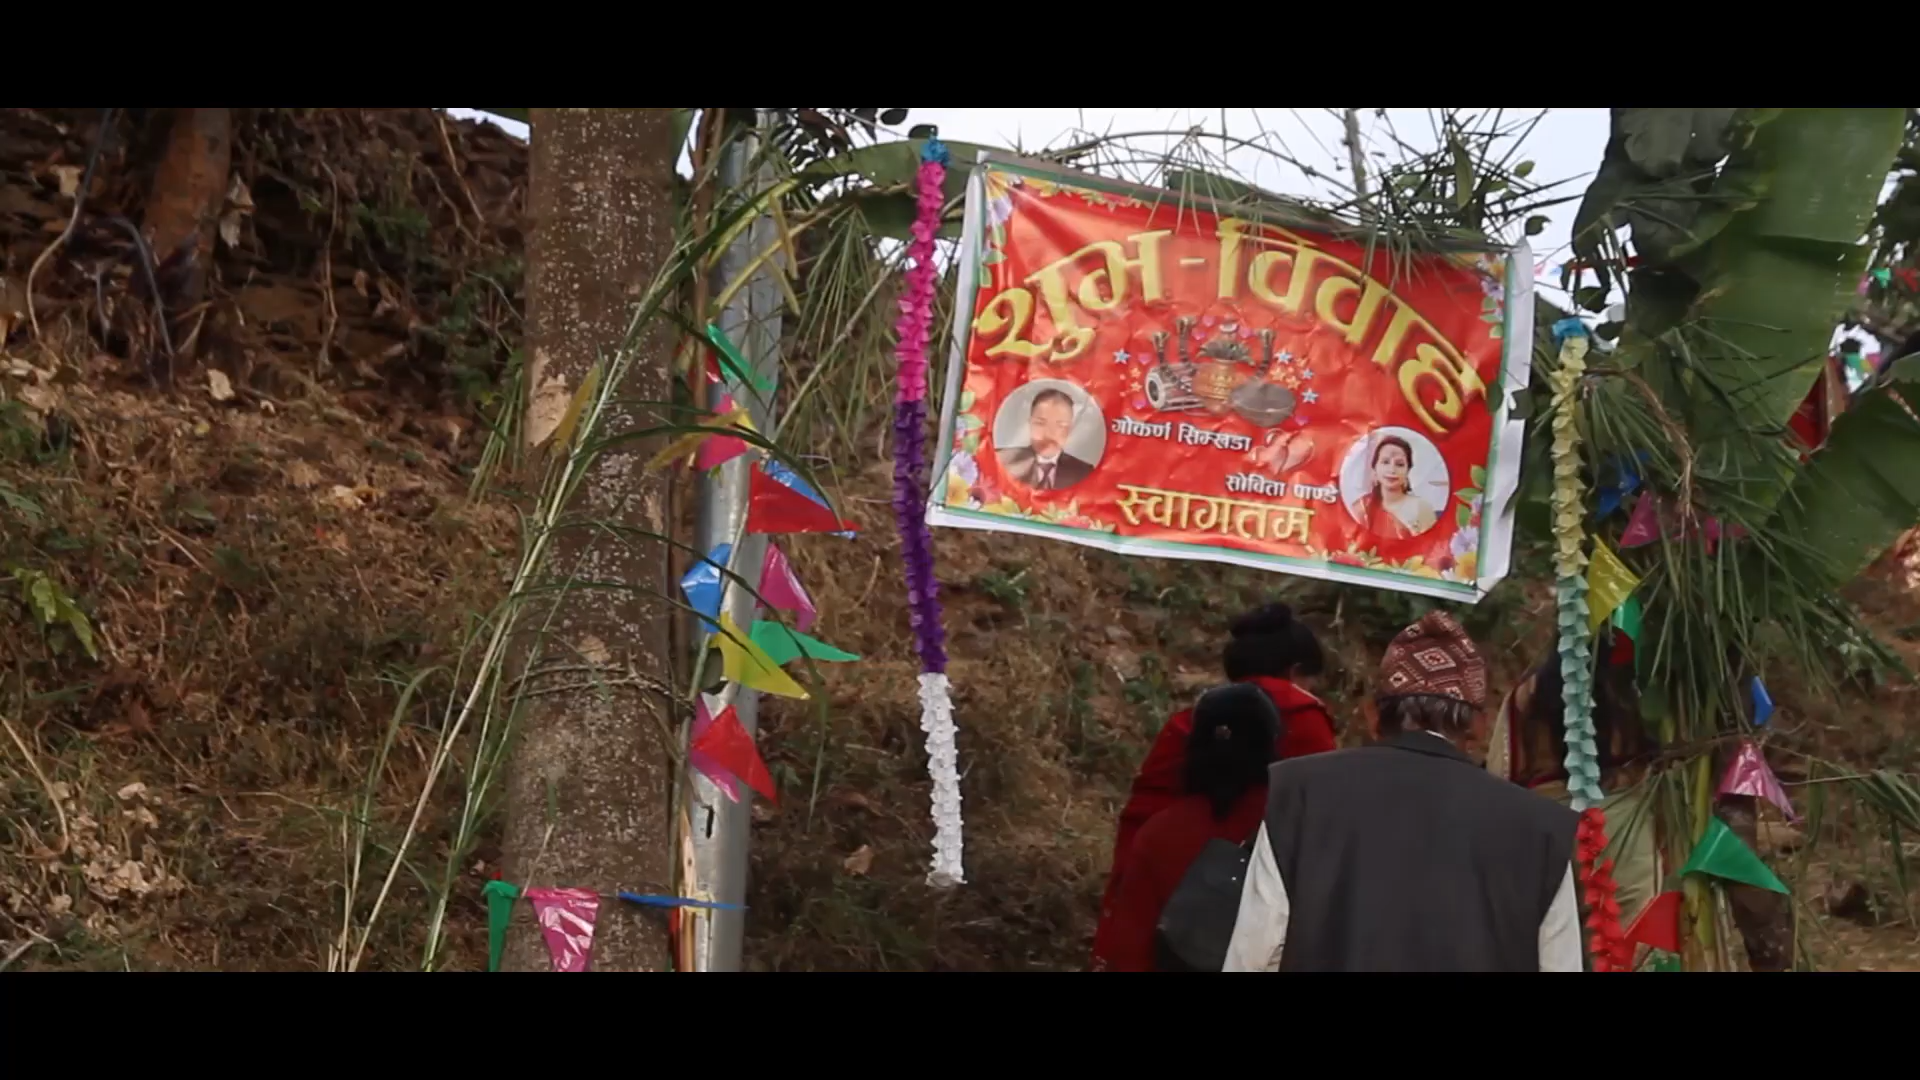 शुभ-विवाह
गोकर्ण सिम्खडा
सोविता पाण्डे
स्वागतम्